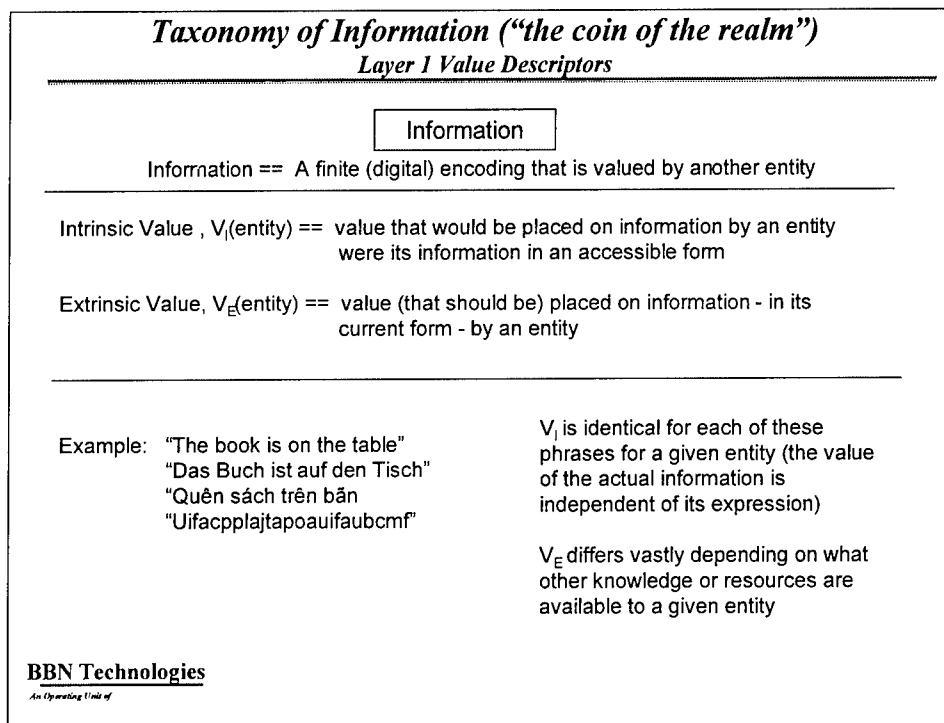 Taxonomy of Information (“the coin of the realm”)
Layer 1 Value Descriptors
Information
Information == A finite (digital) encoding that is valued by another entity
Intrinsic Value , VI(entity) == value that would be placed on information by an entity
were its information in an accessible form
Extrinsic Value, VE(entity) == value (that should be) placed on information - in its
current form - by an entity
Example: “The book is on the table”
“Das Buch ist auf den Tisch”
“Quên sách trên bãn
“Uifacpplajtapoauifaubcmf”
VI is identical for each of these
phrases for a given entity (the value
of the actual information is
independent of its expression)
VE differs vastly depending on what
other knowledge or resources are
available to a given entity
BBN Technologies
An Operating Unit of